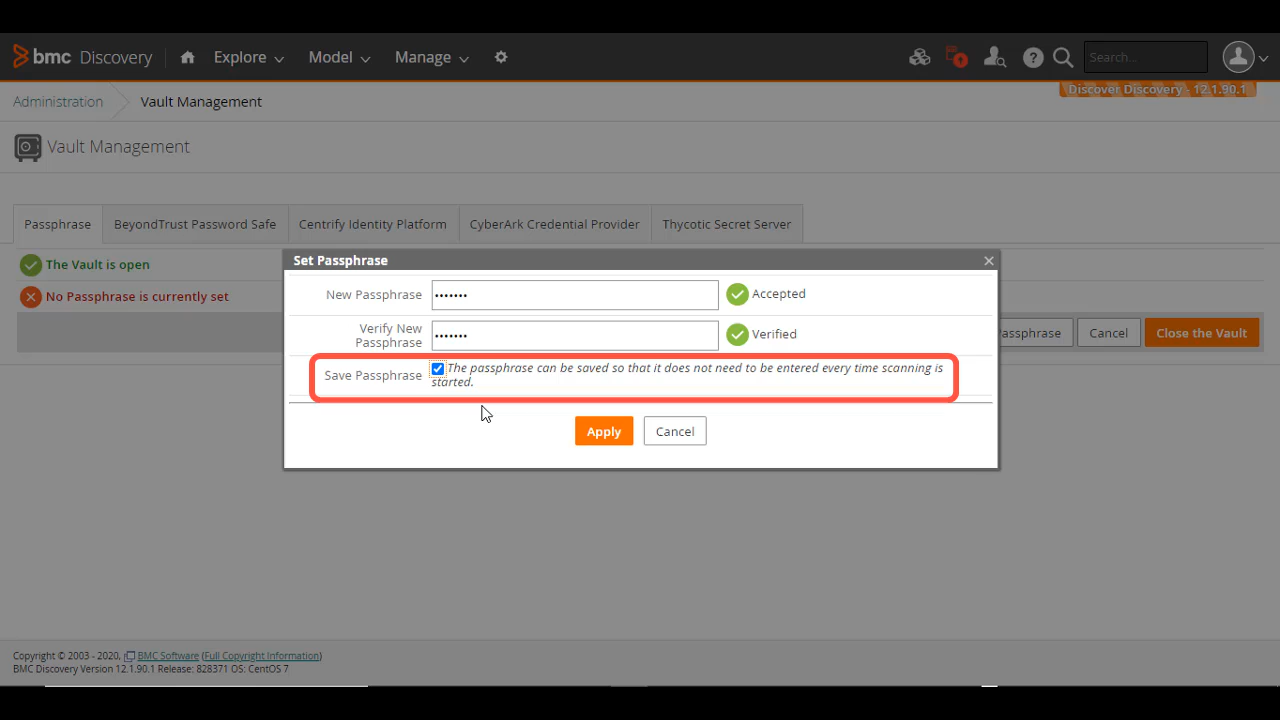 bmc Discovery
Explore
Model
Manage
Search...
Administration
Vault Management
Discover Discovery - 12.1.90.1
Vault Management
Passphrase
BeyondTrust Password Safe
Centrify Identity Platform
CyberArk Credential Provider
Thycotic Secret Server
The Vault is open
No Passphrase is currently set
Set Passphrase
New Passphrase
•••••••
Accepted
Verify New
Passphrase
•••••••
Verified
Save Passphrase
The passphrase can be saved so that it does not need to be entered every time scanning is
started.
Apply
Cancel
Cancel
Close the Vault
Copyright © 2003 - 2020, BMC Software (Full Copyright Information)
BMC Discovery Version 12.1.90.1 Release: 828371 OS: CentOS 7